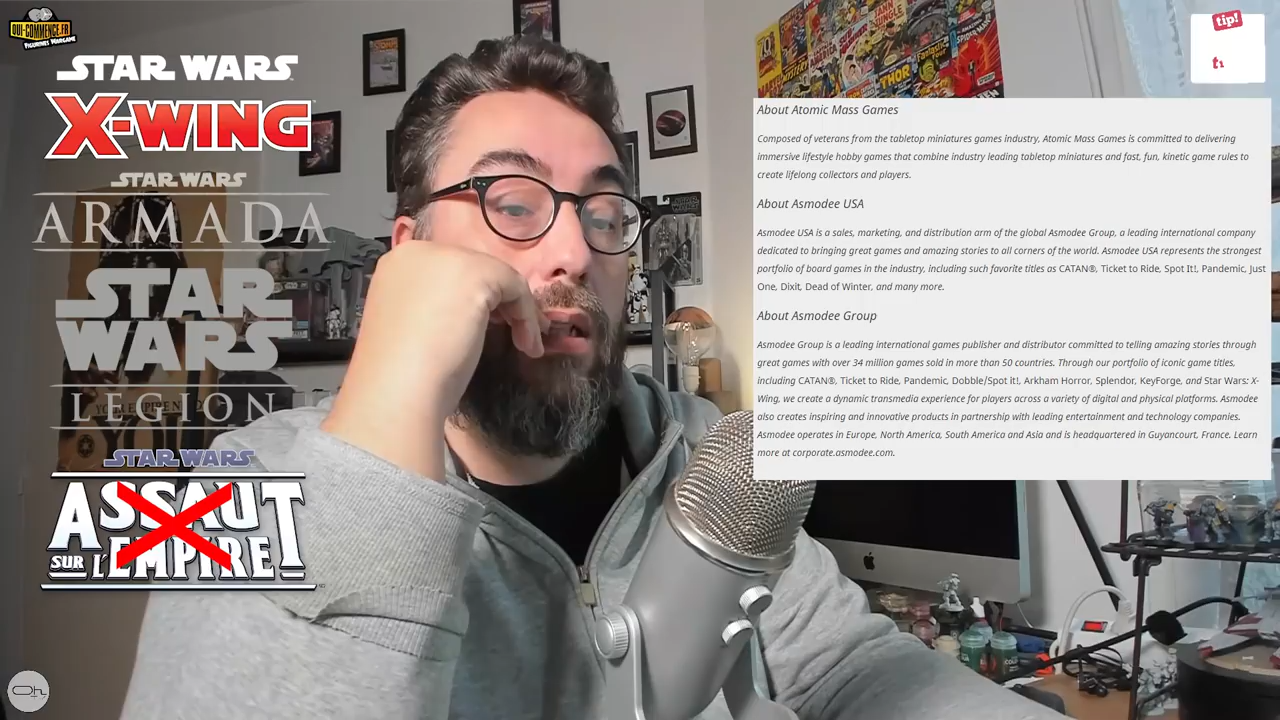 QUI-COMMENCE.FR
FIGURINES WARGAME
STAR WARS
X-WING
STAR WARS
ARMADA
STAR
WARS
LEGION
STAR WARS
ASSAUT
SUR L'EMPIRE
tip!
About Atomic Mass Games
Composed of veterans from the tabletop miniatures games industry, Atomic Mass Games is committed to delivering
immersive lifestyle hobby games that combine industry leading tabletop miniatures and fast, fun, kinetic game rules to
create lifelong collectors and players.
About Asmodee USA
Asmodee USA is a sales, marketing, and distribution arm of the global Asmodee Group, a leading international company
dedicated to bringing great games and amazing stories to all corners of the world. Asmodee USA represents the strongest
portfolio of board games in the industry, including such favorite titles as CATAN®, Ticket to Ride, Spot It!, Pandemic, Just
One, Dixit, Dead of Winter, and many more.
About Asmodee Group
Asmodee Group is a leading international games publisher and distributor committed to telling amazing stories through
great games with over 34 million games sold in more than 50 countries. Through our portfolio of iconic game titles,
including CATAN®, Ticket to Ride, Pandemic, Dobble/Spot it!, Arkham Horror, Splendor, KeyForge, and Star Wars: X-
Wing, we create a dynamic transmedia experience for players across a variety of digital and physical platforms. Asmodee
also creates inspiring and innovative products in partnership with leading entertainment and technology companies.
Asmodee operates in Europe, North America, South America and Asia and is headquartered in Guyancourt, France. Learn
more at corporate.asmodee.com.
THOR